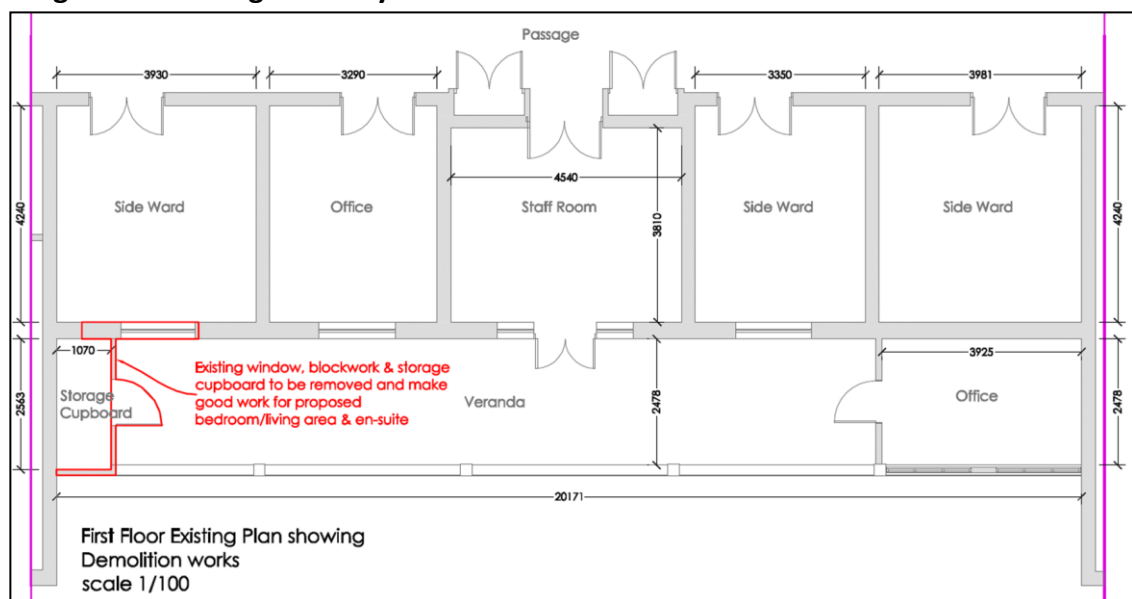 Passage
3930
3290
3350
3981
4240
Side Ward
Office
4540
Staff Room
3810
Side Ward
Side Ward
4240
1070
2563
Storage
Cupboard
Existing window, blockwork & storage
cupboard to be removed and make
good work for proposed
bedroom/living area & en-suite
Veranda
2478
3925
Office
2478
20171
First Floor Existing Plan showing
Demolition works
scale 1/100